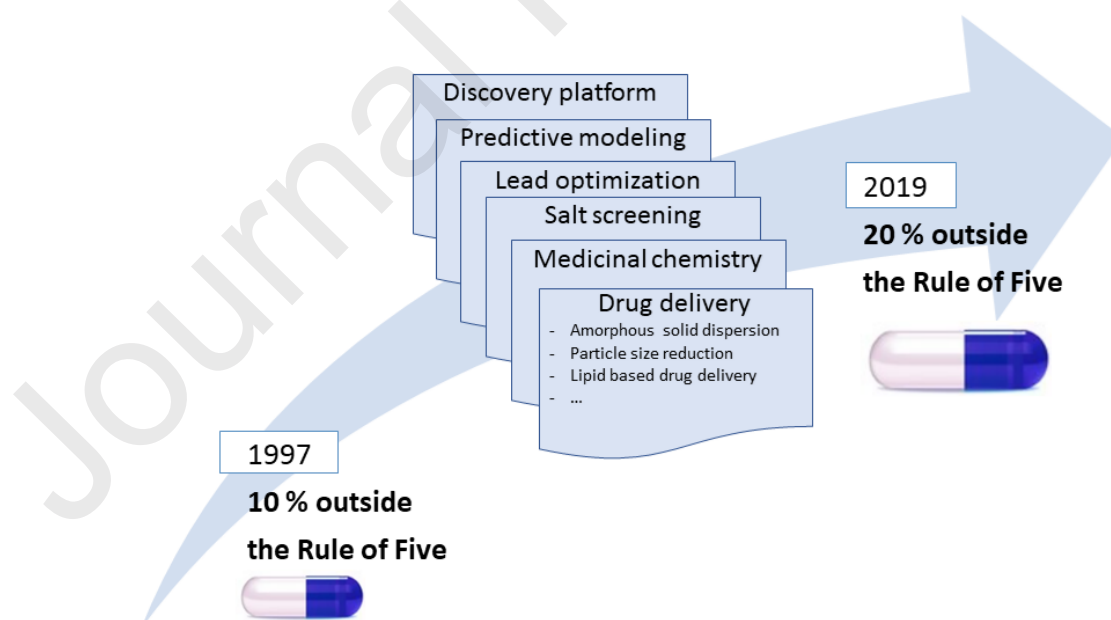 Journal
Discovery platform
Predictive modeling
Lead optimization
Salt screening
Medicinal chemistry
Drug delivery
- Amorphous solid dispersion
- Particle size reduction
- Lipid based drug delivery
- ...
2019
20 % outside
the Rule of Five
1997
10 % outside
the Rule of Five